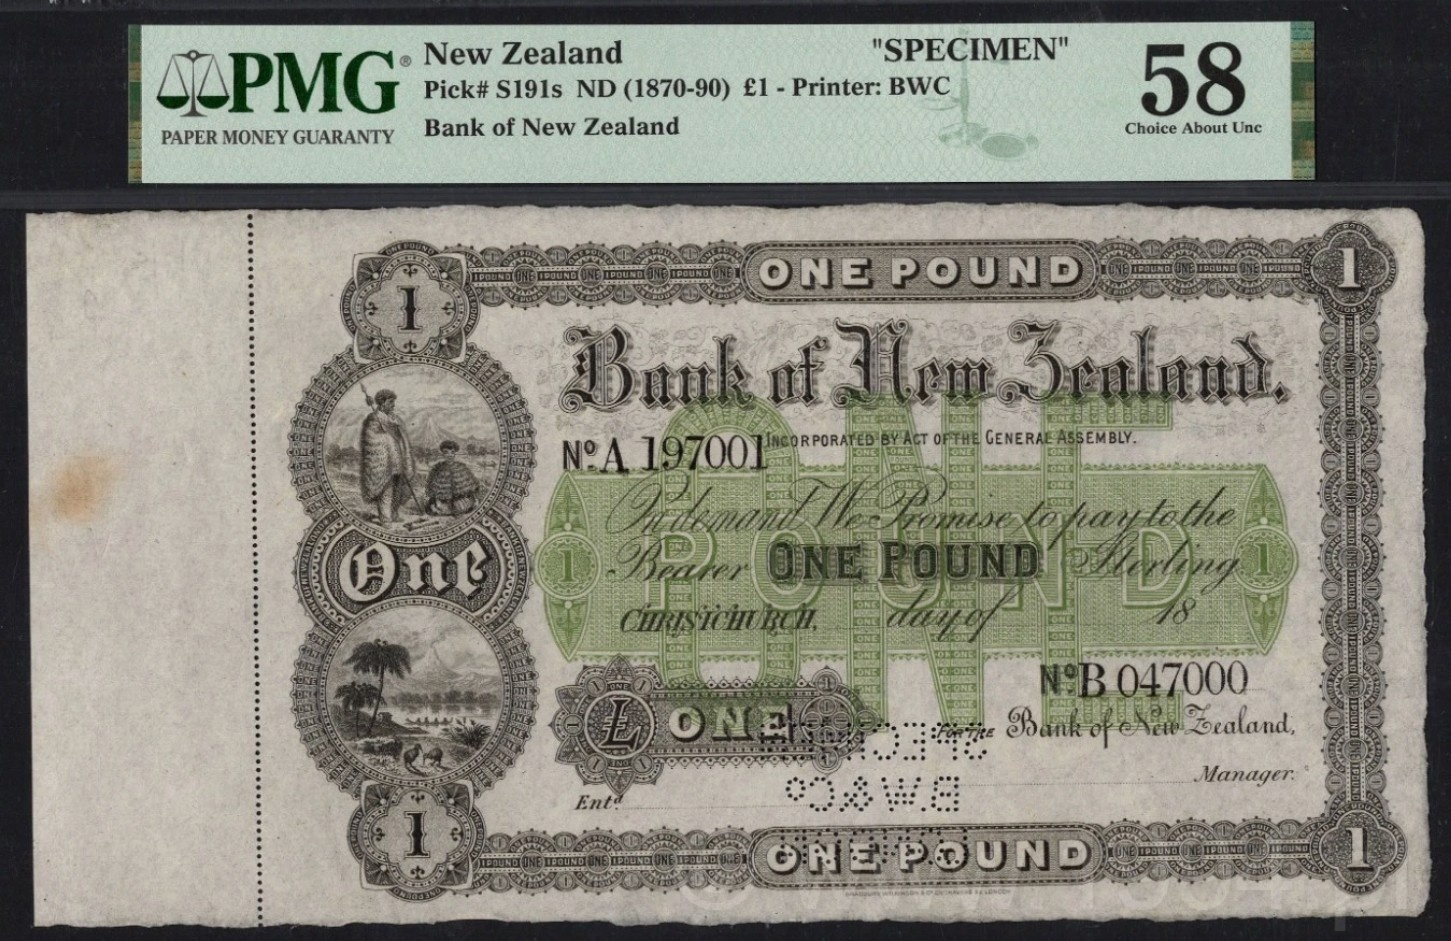 PMG®
PAPER MONEY GUARANTY
New Zealand
"SPECIMEN"
Pick# S191s ND (1870-90) £1 - Printer: BWC
Bank of New Zealand
58
Choice About Unc
1 ONE POUND 1
Bank of New Zealand.
INCORPORATED BY ACT OF THE GENERAL ASSEMBLY.
No. A 197001
On demand We Promise to pay to the
1 Bearer ONE POUND Sterling 1
POUND
ONE
One
CHRISTCHURCH, day of 18
No. B 047000
£ ONE
FOR THE Bank of New Zealand,
SPECIMEN
B.W & Co
Manager.
Entd.
1 ONE POUND 1